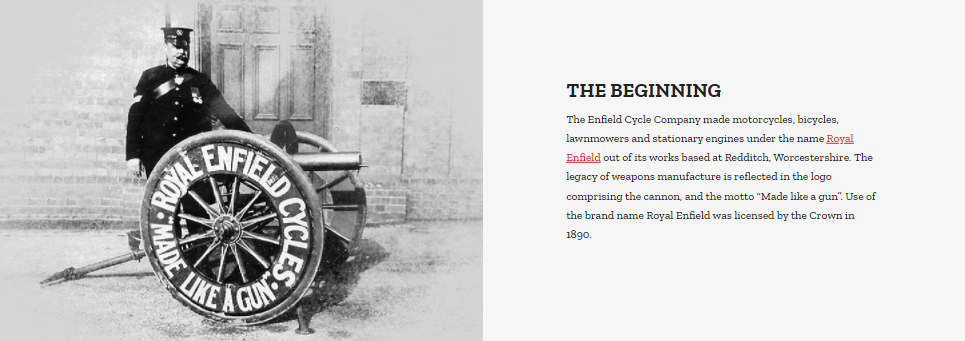 ROYAL ENFIELD CYCLES
"MADE LIKE A GUN"
THE BEGINNING
The Enfield Cycle Company made motorcycles, bicycles,
lawnmowers and stationary engines under the name Royal
Enfield out of its works based at Redditch, Worcestershire. The
legacy of weapons manufacture is reflected in the logo
comprising the cannon, and the motto “Made like a gun”. Use of
the brand name Royal Enfield was licensed by the Crown in
1890.